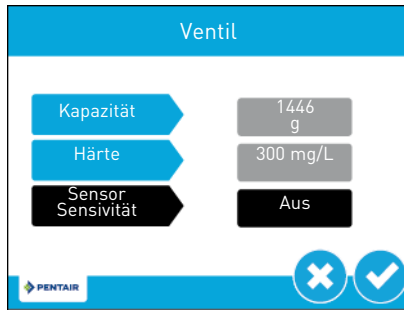 Ventil
Kapazität
1446
g
Härte
300 mg/L
Sensor
Sensivität
Aus
PENTAIR